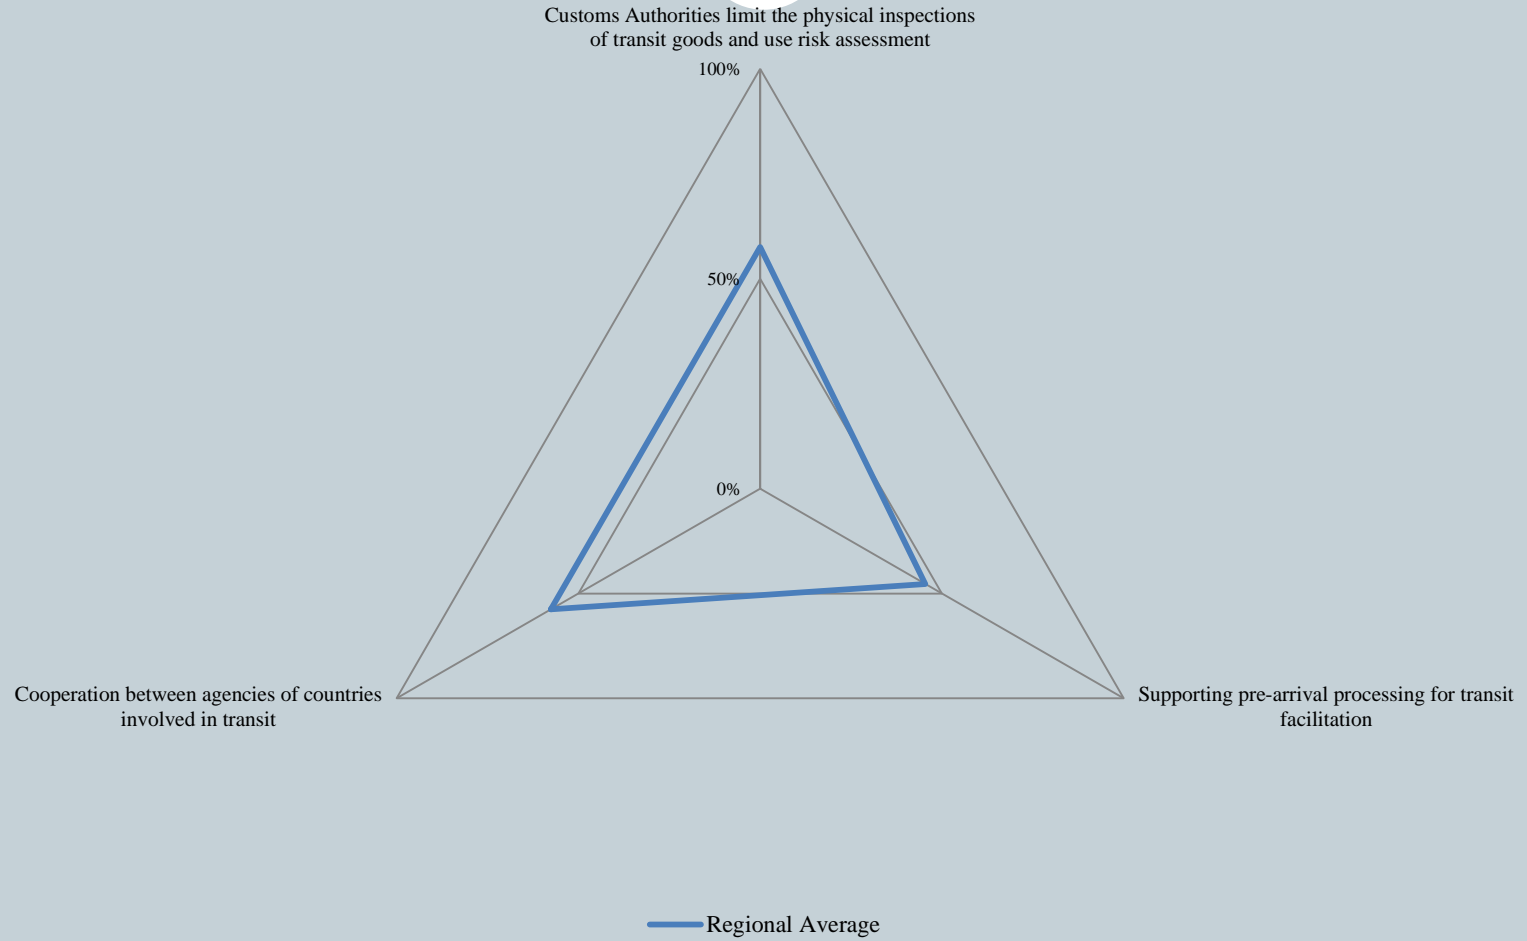 Customs Authorities limit the physical inspections
of transit goods and use risk assessment
100%
50%
0%
Cooperation between agencies of countries
involved in transit
Supporting pre-arrival processing for transit
facilitation
Regional Average